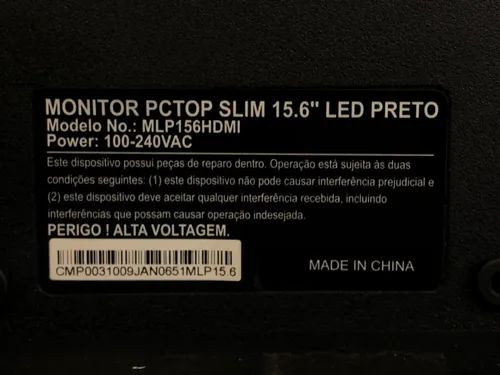 MONITOR PCTOP SLIM 15.6" LED PRETO
Modelo No.: MLP156HDMI
Power: 100-240VAC
Este dispositivo possui peças de reparo dentro. Operação está sujeita às duas
condições seguintes: (1) este dispositivo não pode causar interferência prejudicial e
(2) este dispositivo deve aceitar qualquer interferência recebida, incluindo
interferências que possam causar operação indesejada.
PERIGO ! ALTA VOLTAGEM.
CMP0031009JAN0651MLP15.6
MADE IN CHINA